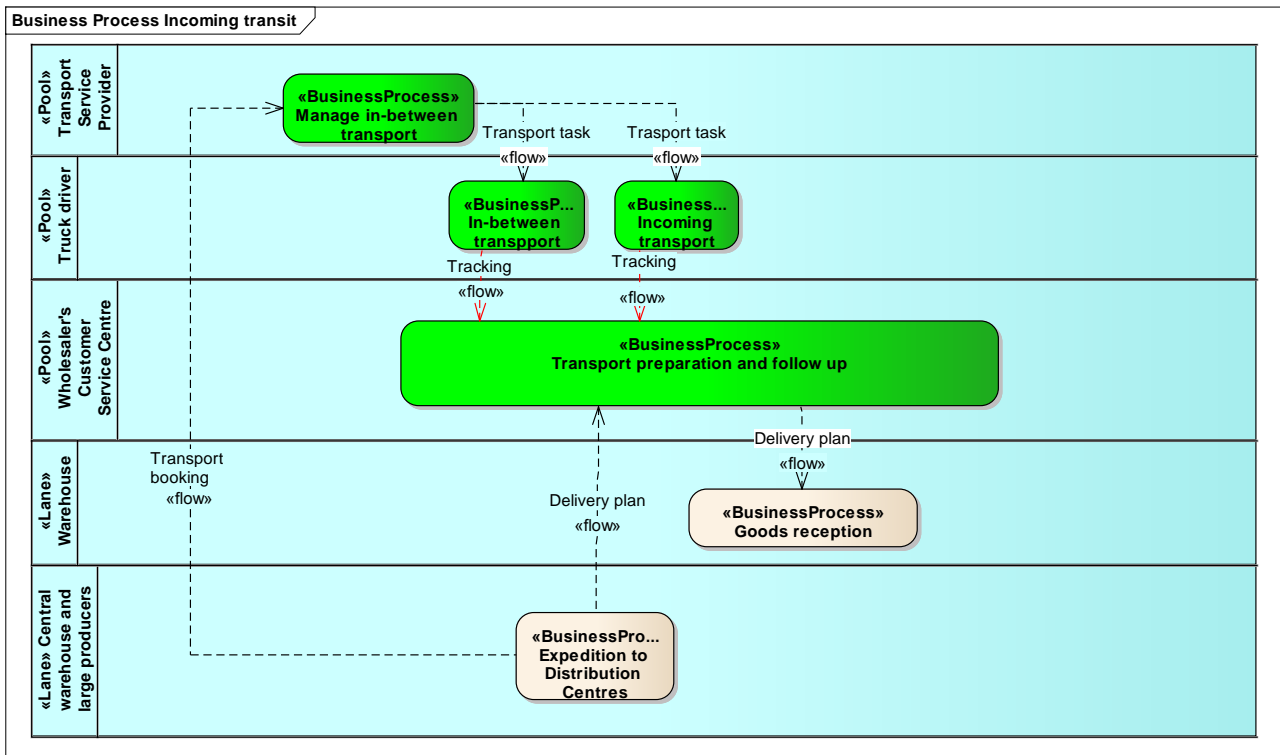 Business Process Incoming transit
«Pool»
Transport
Service
Provider
«BusinessProcess»
Manage in-between
transport
Transport task
«flow»
Trasport task
«flow»
«Pool»
Truck driver
«BusinessP...
In-between
transpport
«Business...
Incoming
transport
Tracking
«flow»
Tracking
«flow»
«Pool»
Wholesaler's
Customer
Service Centre
«BusinessProcess»
Transport preparation and follow up
Delivery plan
«flow»
«Lane»
Warehouse
Transport
booking
«flow»
Delivery plan
«flow»
«BusinessProcess»
Goods reception
«Lane» Central
warehouse and
large producers
«BusinessPro...
Expedition to
Distribution
Centres